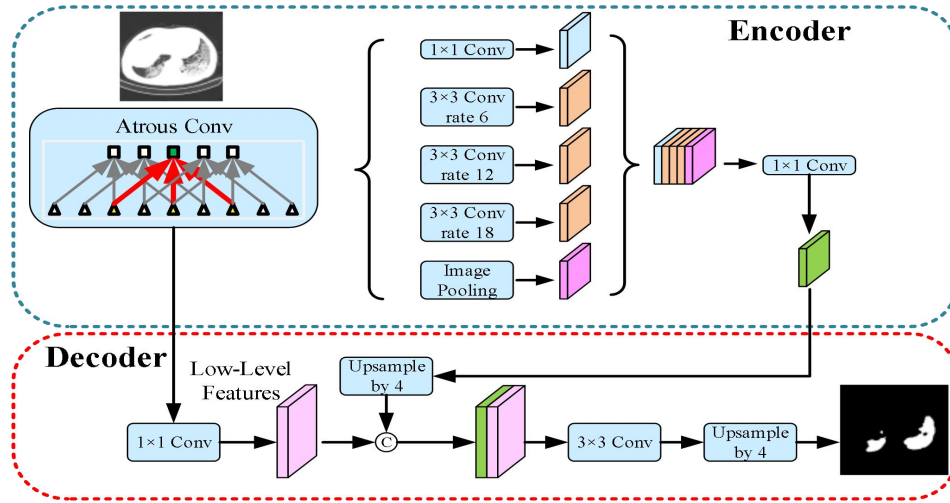 Encoder
Atrous Conv
1×1 Conv
3×3 Conv
rate 6
3×3 Conv
rate 12
3×3 Conv
rate 18
Image
Pooling
1×1 Conv
Decoder
Low-Level
Features
Upsample
by 4
1×1 Conv
C
3×3 Conv
Upsample
by 4